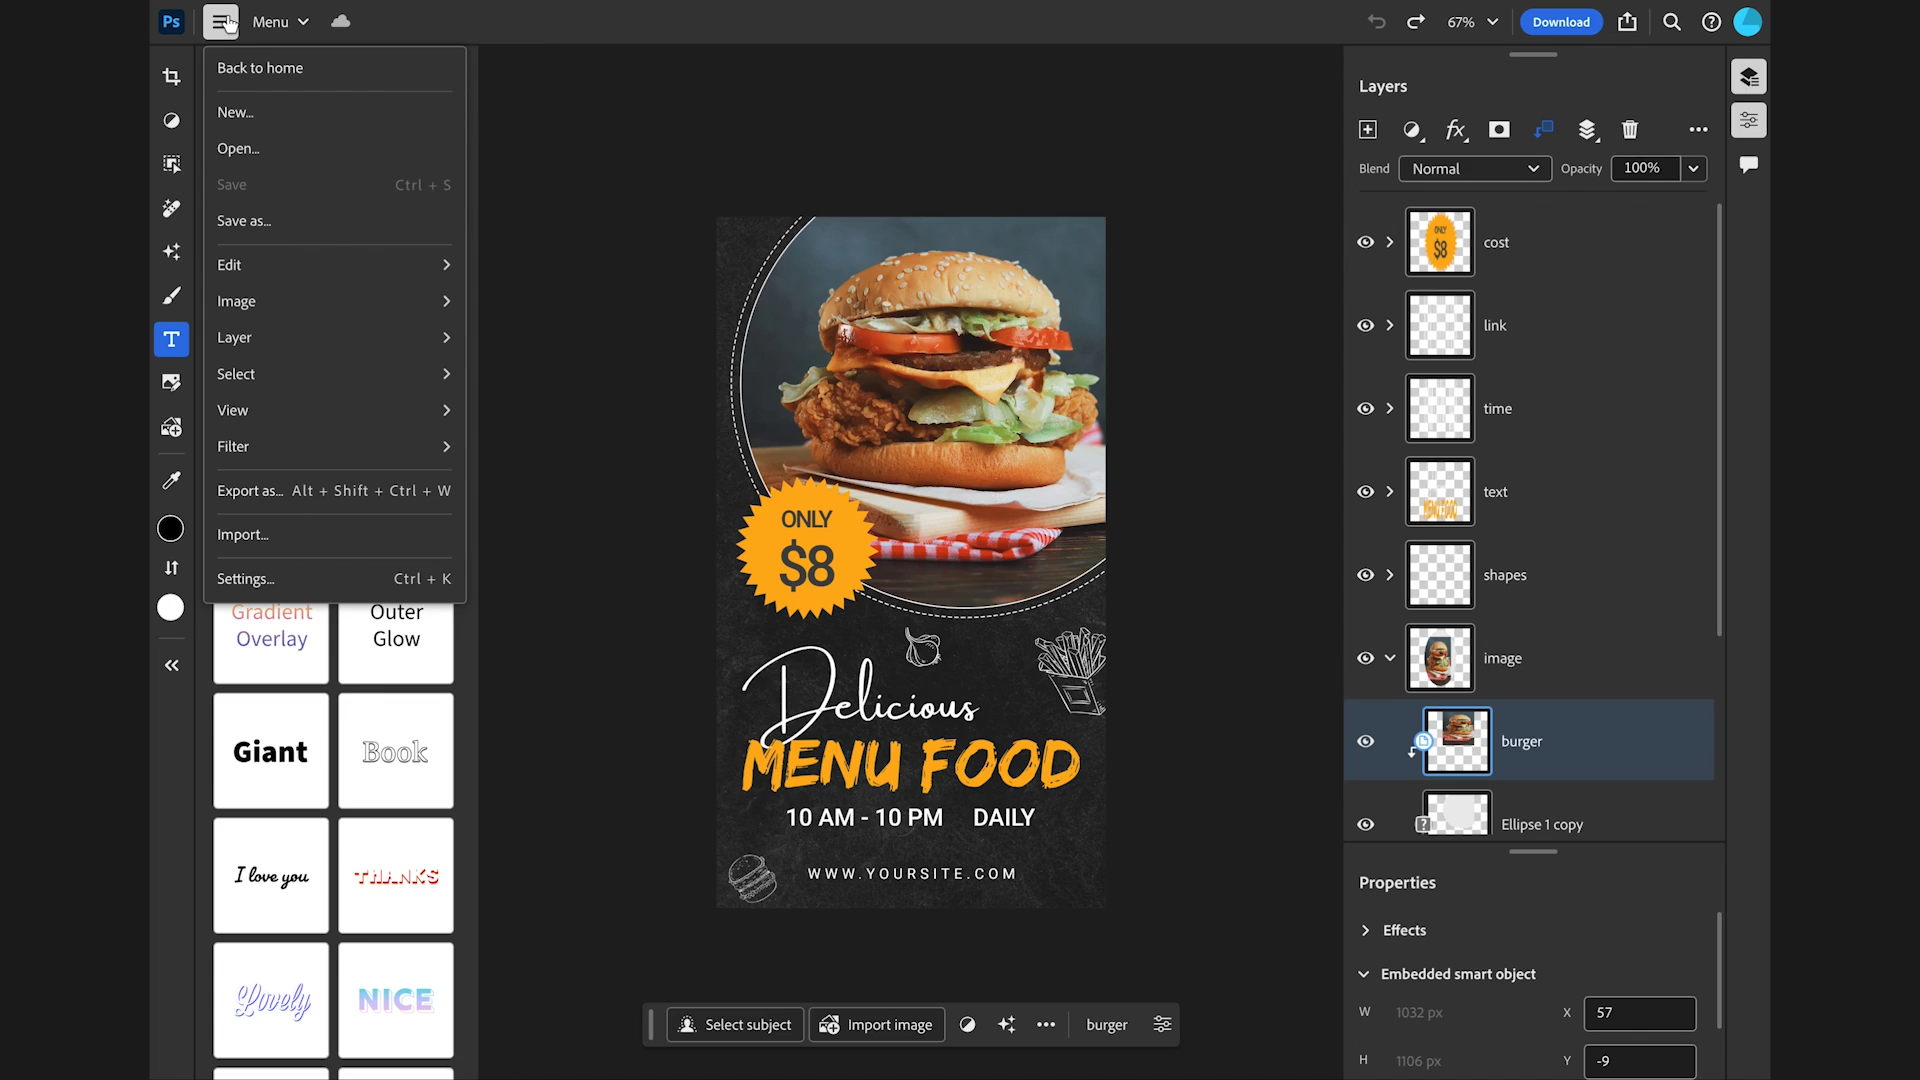 Ps
Menu
67%
Download
Back to home
New...
Open...
Save Ctrl + S
Save as...
Edit
Image
Layer
Select
View
Filter
Export as... Alt + Shift + Ctrl + W
Import...
Settings... Ctrl + K
Gradient
Overlay
Outer
Glow
Giant
Book
I love you
THANKS
Lovely
NICE
ONLY
$8
Delicious
MENU FOOD
10 AM - 10 PM DAILY
WWW.YOURSITE.COM
Select subject
Import image
burger
Layers
Blend Normal Opacity 100%
ONLY
$8
cost
link
time
MENU FOOD
text
shapes
image
burger
Ellipse 1 copy
Properties
Effects
Embedded smart object
W 1032 px X 57
H 1106 px Y -9